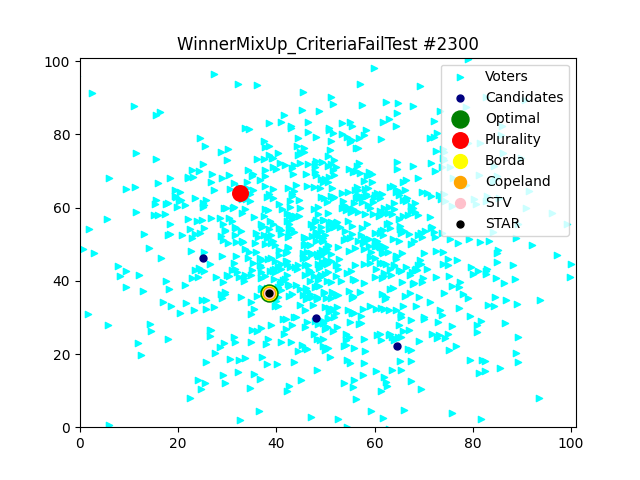 WinnerMixUp_CriteriaFailTest #2300
100
80
60
40
20
0
0
20
40
60
80
100
Voters
Candidates
Optimal
Plurality
Borda
Copeland
STV
STAR